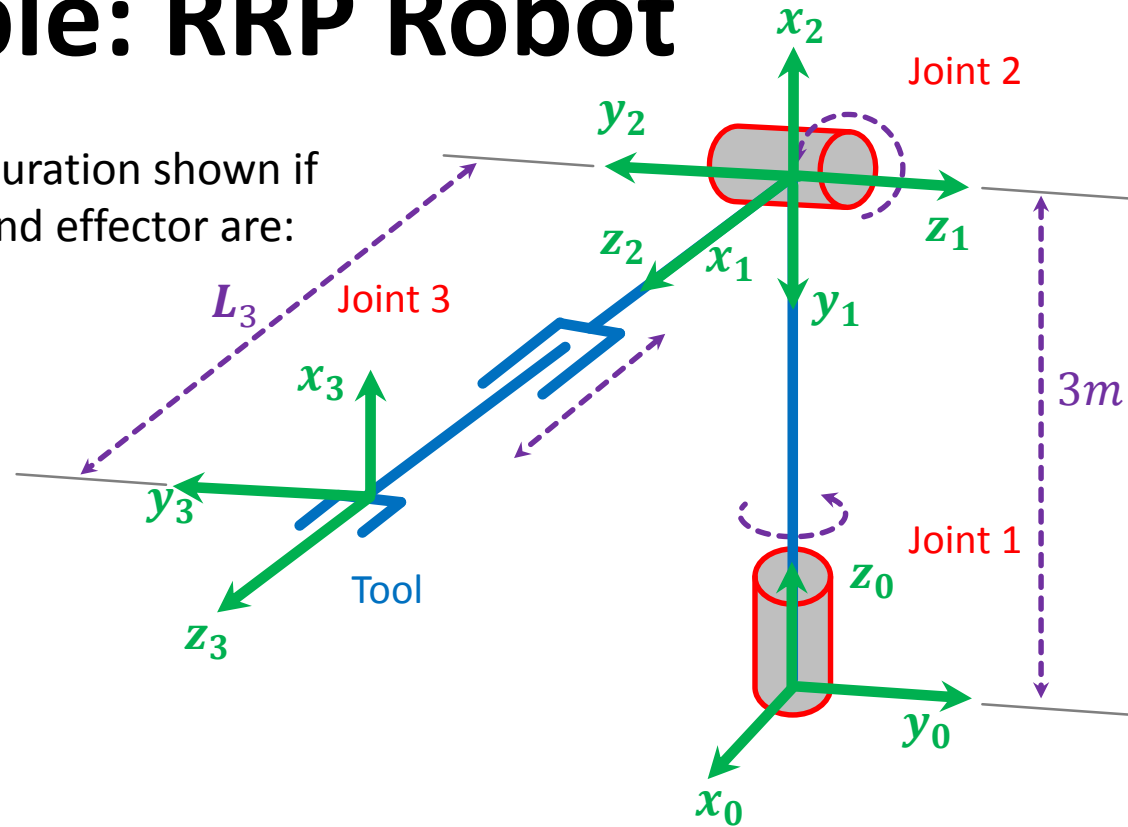 ple: RRP Robot
uration shown if
nd effector are:
x₂
Joint 2
y₂
z₁
z₂
x₁
y₁
L₃
Joint 3
x₃
3m
y₃
Joint 1
z₀
Tool
z₃
y₀
x₀